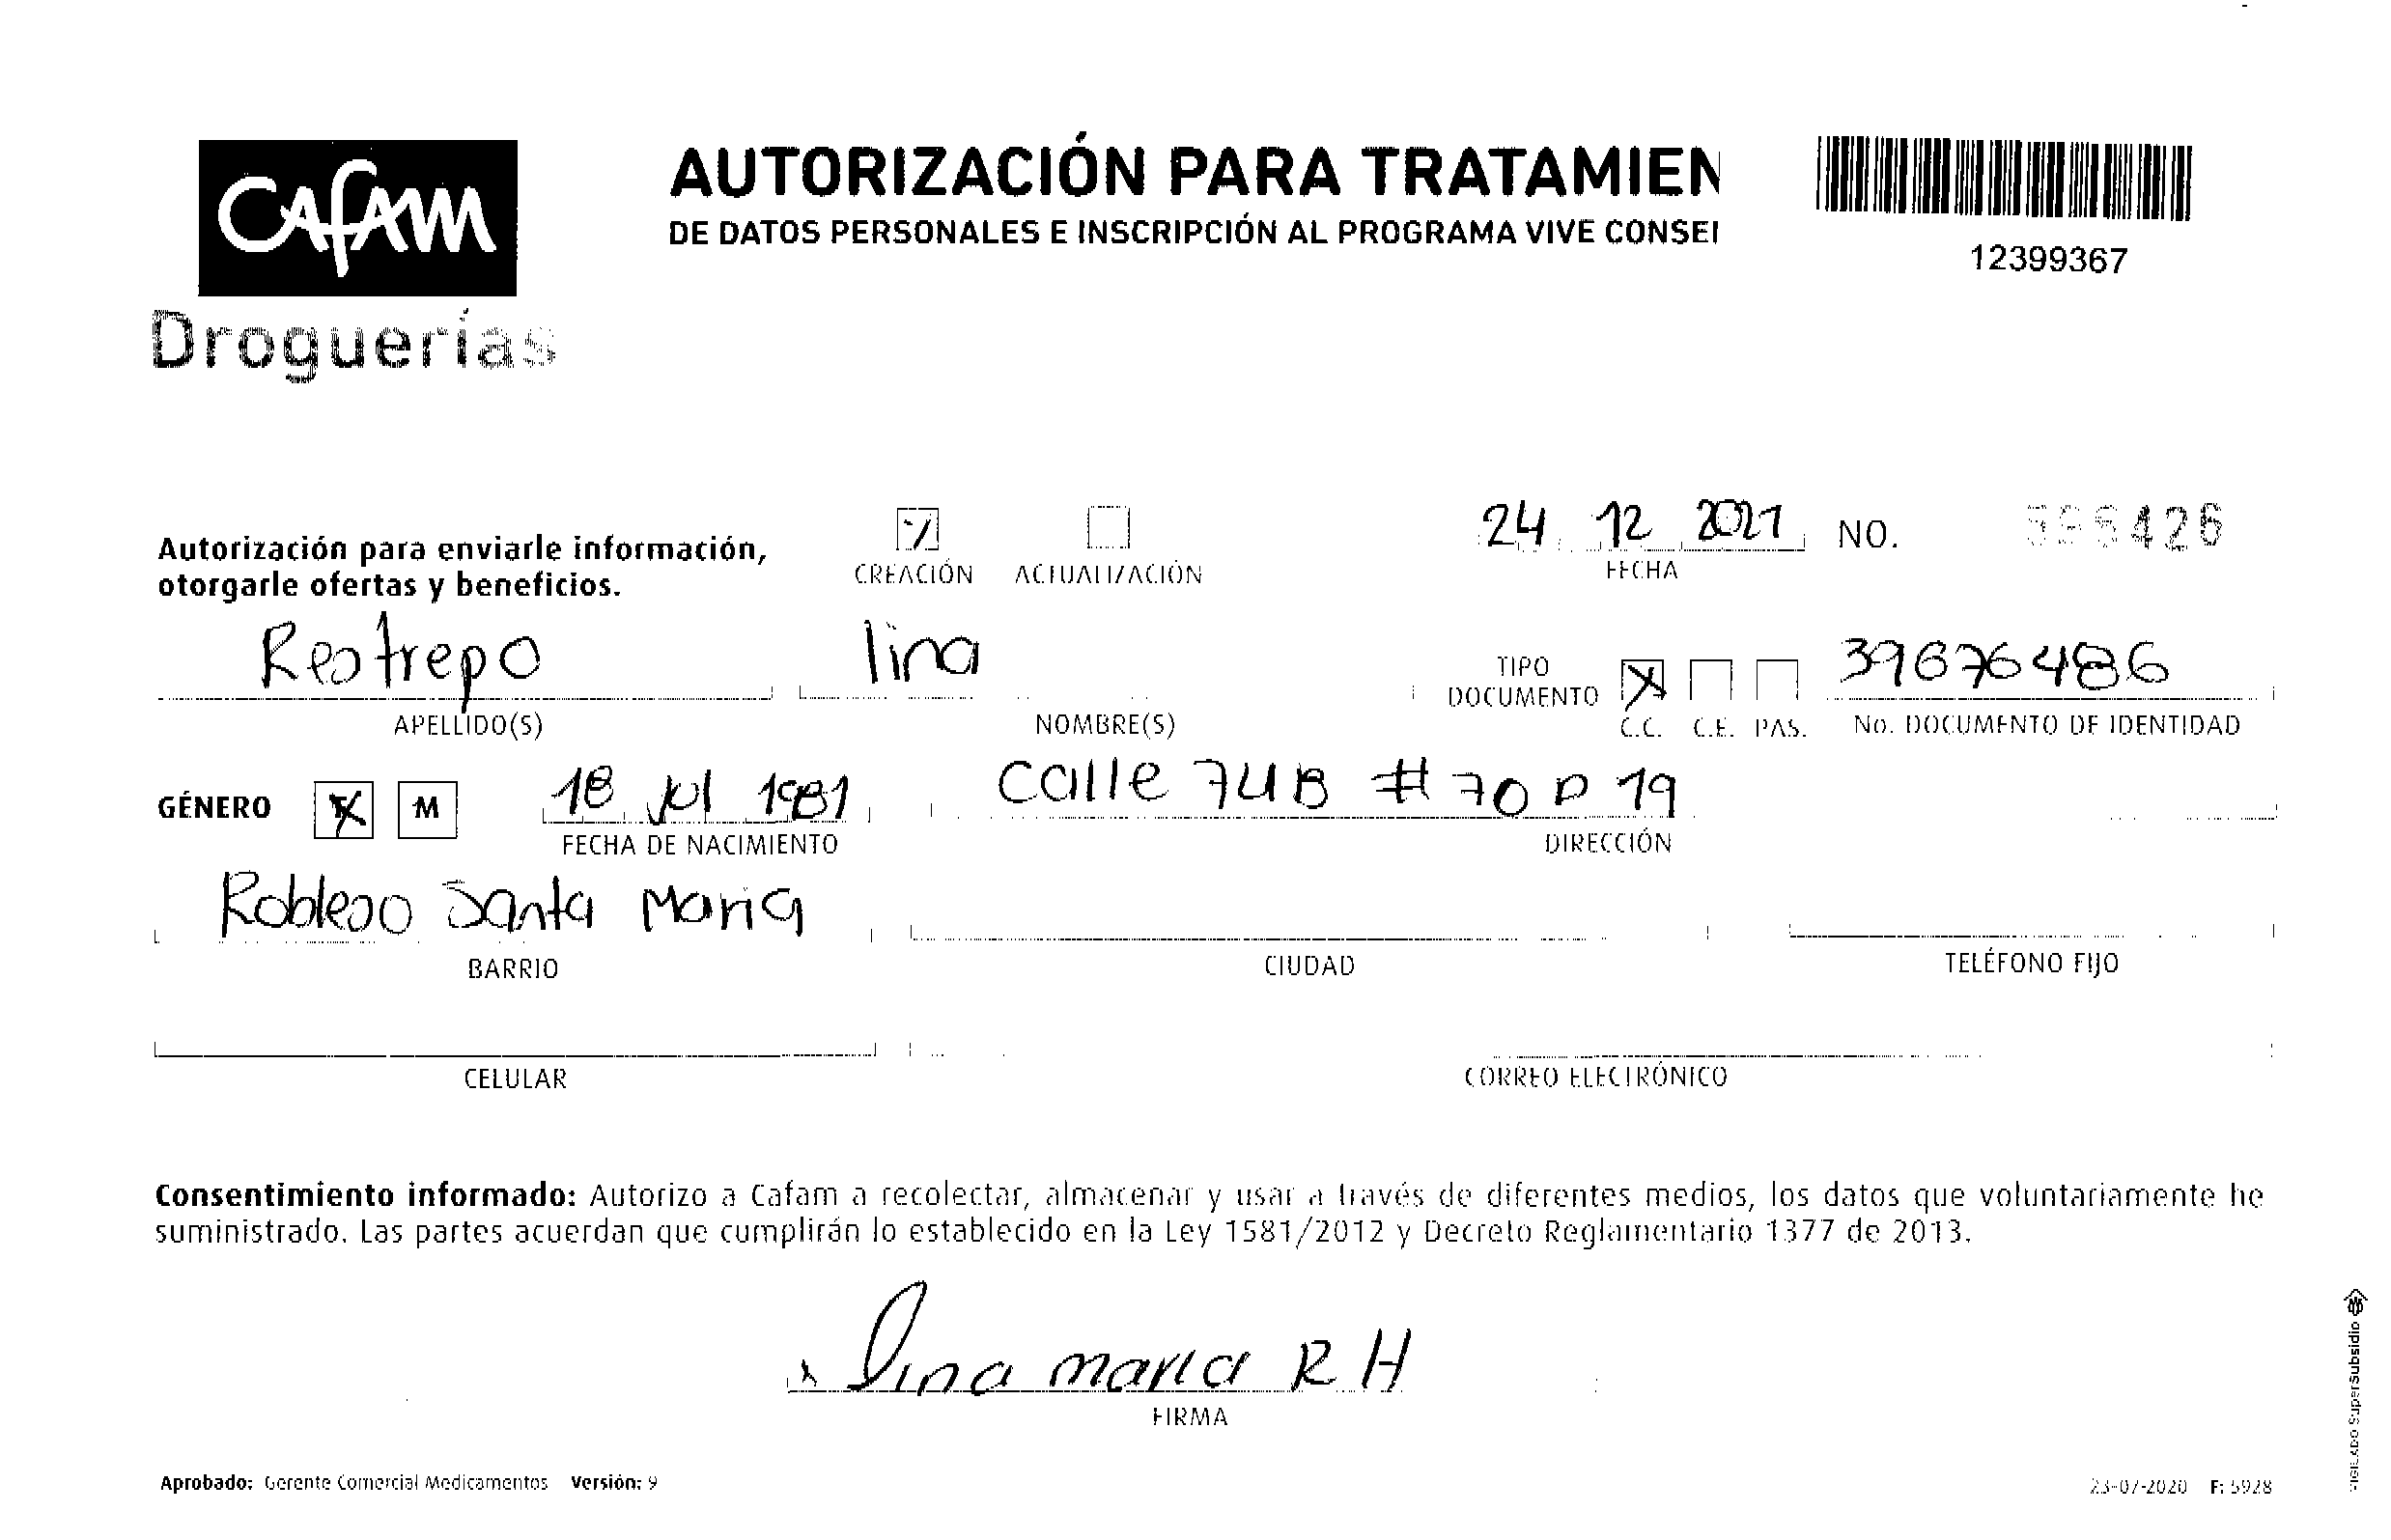 Cafam
Droguerías
AUTORIZACIÓN PARA TRATAMIEN
DE DATOS PERSONALES E INSCRIPCIÓN AL PROGRAMA VIVE CONSEI
12399367
Autorización para enviarle información,
otorgarle ofertas y beneficios.
CREACIÓN ACTUALIZACIÓN
24 12 2021
FECHA
NO. 426
Restrepo
APELLIDO(S)
lina
NOMBRE(S)
TIPO
DOCUMENTO
C.C. C.E. PAS.
39676486
No. DOCUMENTO DE IDENTIDAD
GÉNERO F M
18 Jul 1981
FECHA DE NACIMIENTO
calle 74B # 70 D 19
DIRECCIÓN
Robledo Santa Maria
BARRIO
CIUDAD
TELÉFONO FIJO
CELULAR
CORREO ELECTRÓNICO
Consentimiento informado: Autorizo a Cafam a recolectar, almacenar y usar a través de diferentes medios, los datos que voluntariamente he
suministrado. Las partes acuerdan que cumplirán lo establecido en la Ley 1581/2012 y Decreto Reglamentario 1377 de 2013.
x lina maria R H
FIRMA
Aprobado: Gerente Comercial Medicamentos Versión: 9
23-07-2020 F: 5928
VIGILADO SuperSubsidio